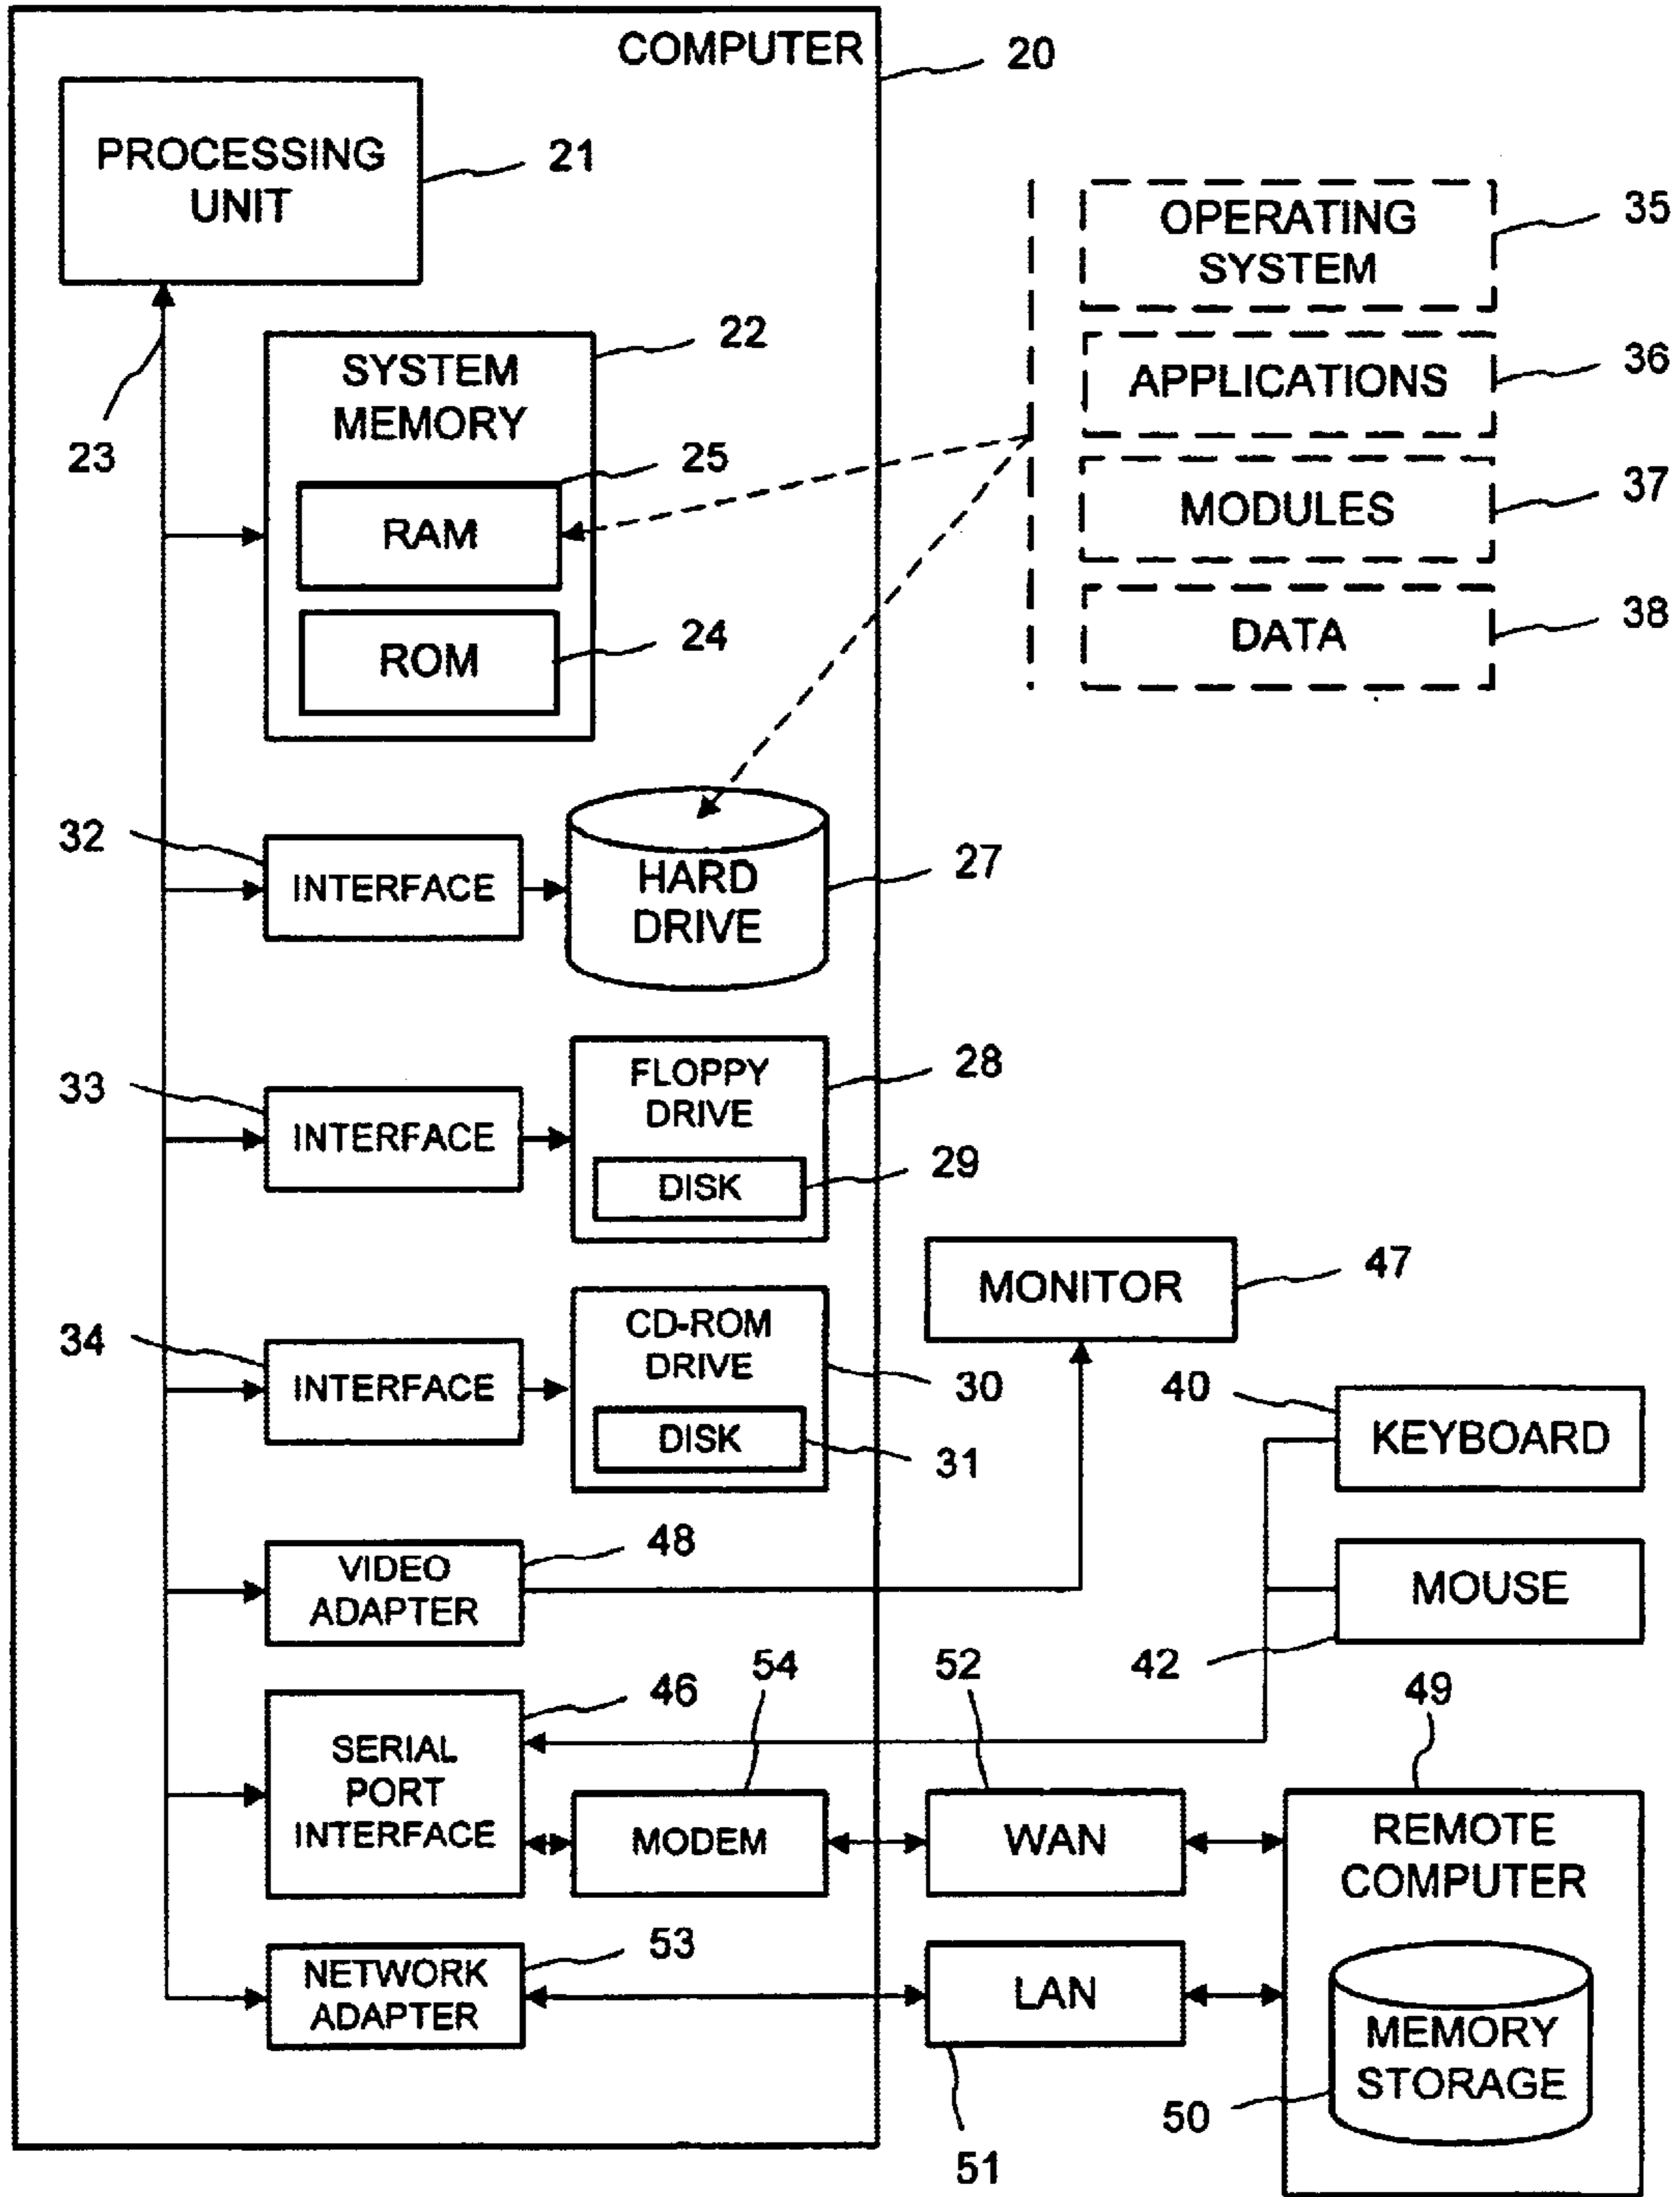 COMPUTER
20
PROCESSING
UNIT
21
23
SYSTEM
MEMORY
22
RAM
25
ROM
24
OPERATING
SYSTEM
35
APPLICATIONS
36
MODULES
37
DATA
38
32
INTERFACE
HARD
DRIVE
27
33
INTERFACE
FLOPPY
DRIVE
28
DISK
29
34
INTERFACE
CD-ROM
DRIVE
30
DISK
31
MONITOR
47
40
KEYBOARD
MOUSE
42
VIDEO
ADAPTER
48
SERIAL
PORT
INTERFACE
46
54
MODEM
52
WAN
49
REMOTE
COMPUTER
NETWORK
ADAPTER
53
LAN
51
MEMORY
STORAGE
50